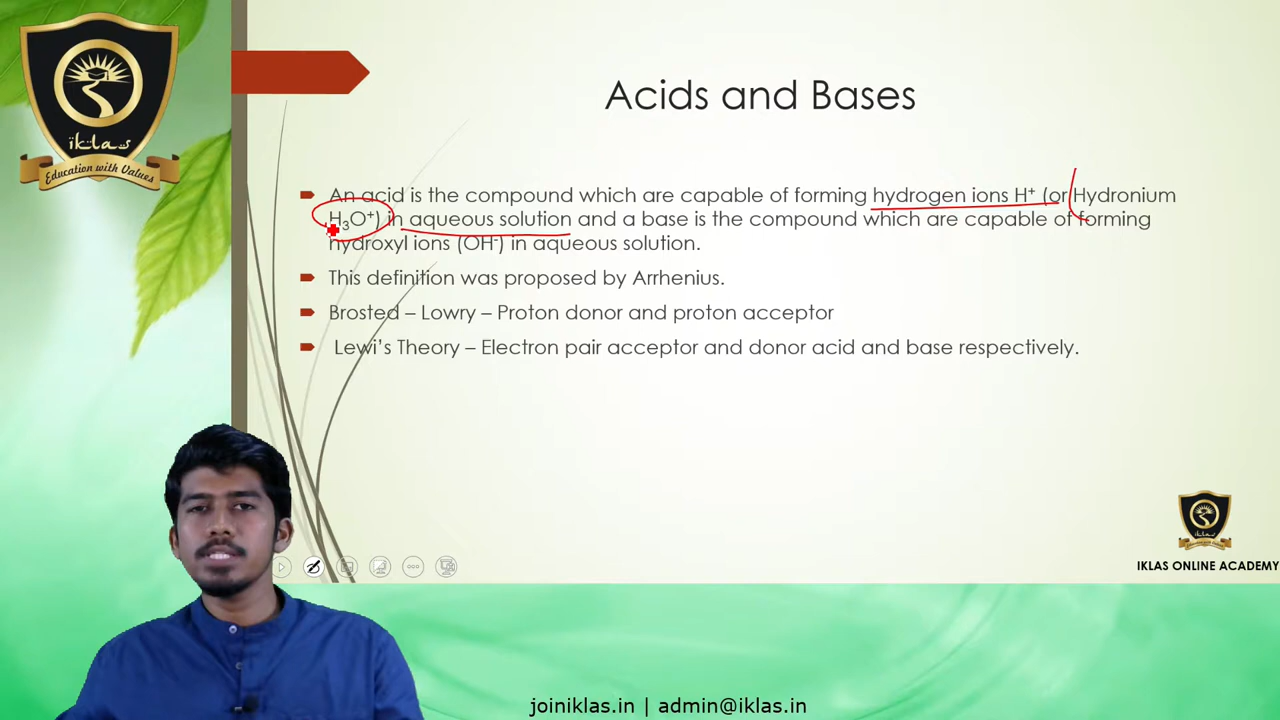 iklas
Education with Values
Acids and Bases
An acid is the compound which are capable of forming hydrogen ions H⁺ (or Hydronium
H₃O⁺) in aqueous solution and a base is the compound which are capable of forming
hydroxyl ions (OH⁻) in aqueous solution.
This definition was proposed by Arrhenius.
Brosted – Lowry – Proton donor and proton acceptor
Lewi's Theory – Electron pair acceptor and donor acid and base respectively.
iklas
IKLAS ONLINE ACADEMY
joiniklas.in | admin@iklas.in